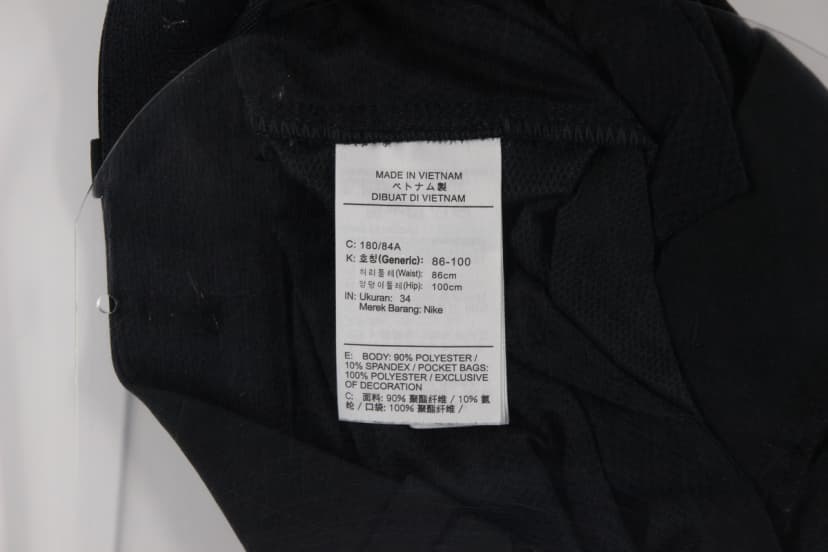 MADE IN VIETNAM
ベトナム製
DIBUAT DI VIETNAM
C: 180/84A
K: 호칭(Generic): 86-100
허리둘레(Waist): 86cm
엉덩이둘레(Hip): 100cm
IN: Ukuran: 34
Merek Barang: Nike
E: BODY: 90% POLYESTER /
10% SPANDEX / POCKET BAGS:
100% POLYESTER / EXCLUSIVE
OF DECORATION
C: 面料: 90% 聚酯纤维 / 10% 氨
纶 / 口袋: 100% 聚酯纤维 /